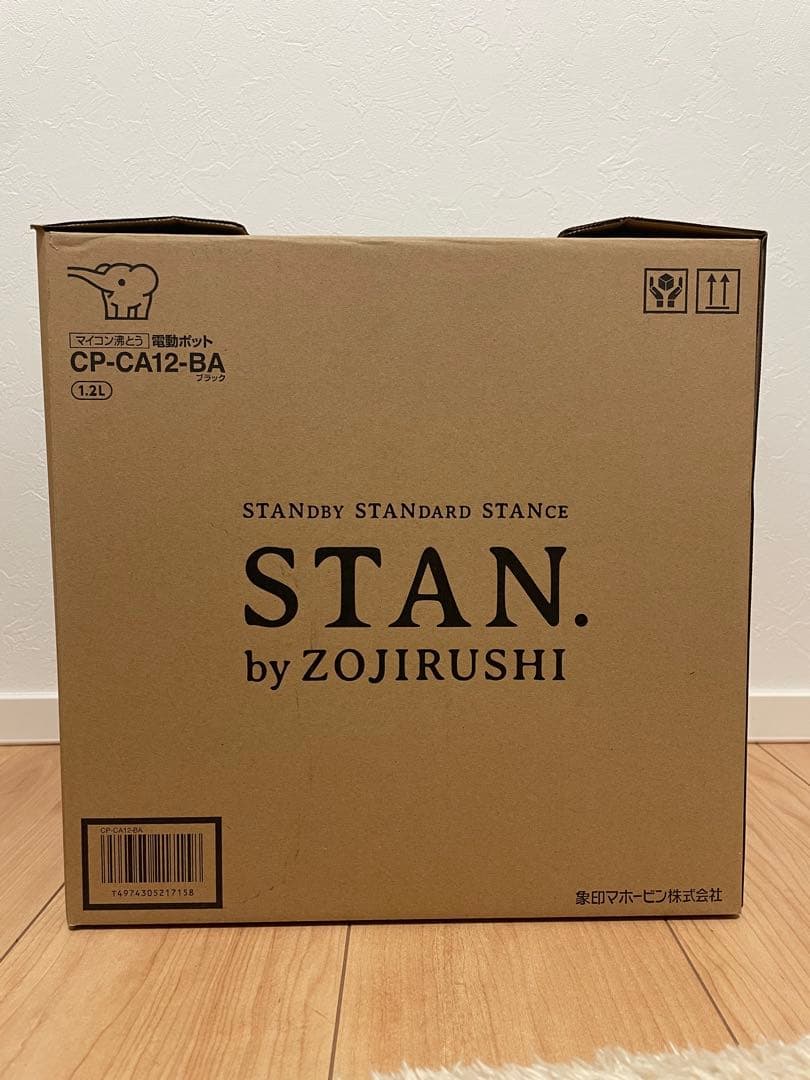 マイコン沸とう 電動ポット
CP-CA12-BA
ブラック
1.2L
STANDBY STANDARD STANCE
STAN.
by ZOJIRUSHI
CP-CA12-BA
T4974305217158
象印マホービン株式会社